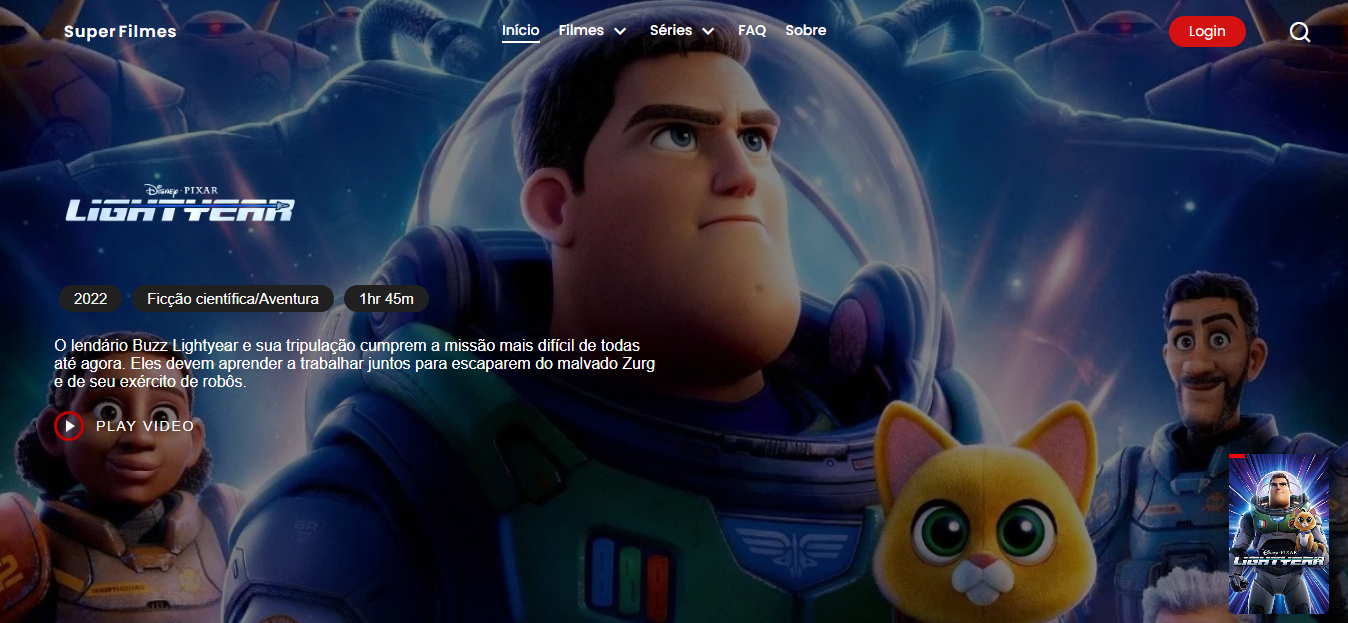 Super Filmes
Início Filmes Séries FAQ Sobre
Login
Disney · PIXAR
LIGHTYEAR
2022 Ficção científica/Aventura 1hr 45m
O lendário Buzz Lightyear e sua tripulação cumprem a missão mais difícil de todas
até agora. Eles devem aprender a trabalhar juntos para escaparem do malvado Zurg
e de seu exército de robôs.
PLAY VIDEO
HAWTHORNE
Disney · PIXAR
LIGHTYEAR